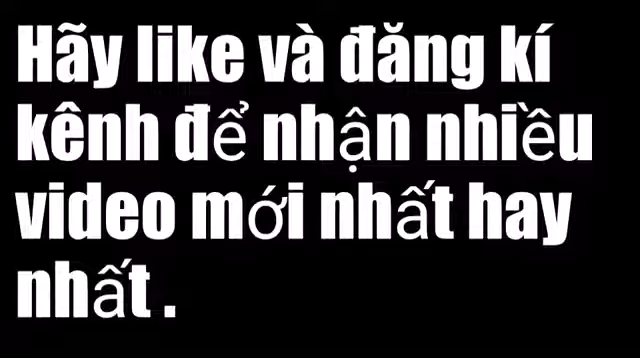 Hãy like và đăng kí
kênh để nhận nhiều
video mới nhất hay
nhất .